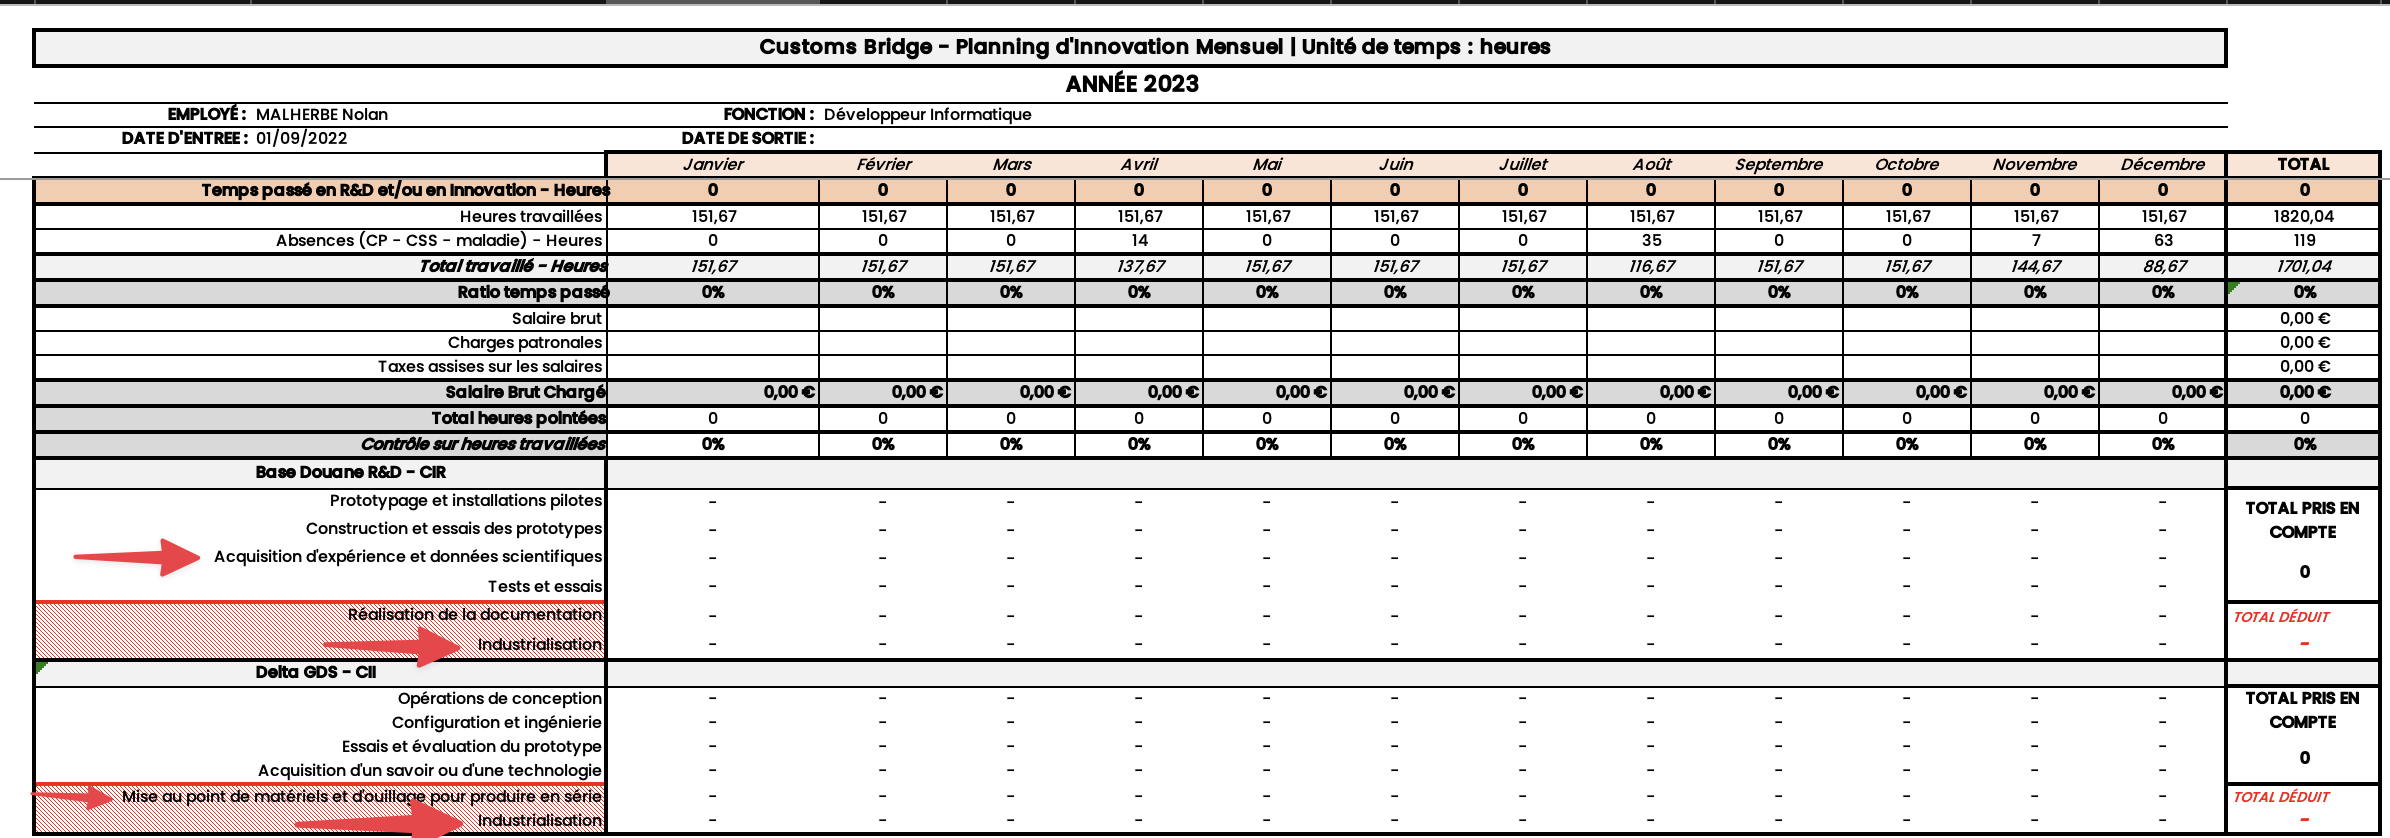 Customs Bridge - Planning d'Innovation Mensuel | Unité de temps : heures
ANNÉE 2023
EMPLOYÉ : MALHERBE Nolan FONCTION : Développeur Informatique
DATE D'ENTREE : 01/09/2022 DATE DE SORTIE :
Janvier Février Mars Avril Mai Juin Juillet Août Septembre Octobre Novembre Décembre TOTAL
Temps passé en R&D et/ou en Innovation - Heures 0 0 0 0 0 0 0 0 0 0 0 0 0
Heures travaillées 151,67 151,67 151,67 151,67 151,67 151,67 151,67 151,67 151,67 151,67 151,67 151,67 1820,04
Absences (CP - CSS - maladie) - Heures 0 0 0 14 0 0 0 35 0 0 7 63 119
Total travaillé - Heures 151,67 151,67 151,67 137,67 151,67 151,67 151,67 116,67 151,67 151,67 144,67 88,67 1701,04
Ratio temps passé 0% 0% 0% 0% 0% 0% 0% 0% 0% 0% 0% 0% 0%
Salaire brut 0,00 €
Charges patronales 0,00 €
Taxes assises sur les salaires 0,00 €
Salaire Brut Chargé 0,00 € 0,00 € 0,00 € 0,00 € 0,00 € 0,00 € 0,00 € 0,00 € 0,00 € 0,00 € 0,00 € 0,00 € 0,00 €
Total heures pointées 0 0 0 0 0 0 0 0 0 0 0 0 0
Contrôle sur heures travaillées 0% 0% 0% 0% 0% 0% 0% 0% 0% 0% 0% 0% 0%
Base Douane R&D - CIR
Prototypage et installations pilotes - - - - - - - - - - - - TOTAL PRIS EN
Construction et essais des prototypes - - - - - - - - - - - - COMPTE
Acquisition d'expérience et données scientifiques - - - - - - - - - - - - 0
Tests et essais - - - - - - - - - - - -
Réalisation de la documentation - - - - - - - - - - - - TOTAL DÉDUIT
Industrialisation - - - - - - - - - - - - -
Delta GDS - CII
Opérations de conception - - - - - - - - - - - - TOTAL PRIS EN
Configuration et ingénierie - - - - - - - - - - - - COMPTE
Essais et évaluation du prototype - - - - - - - - - - - - 0
Acquisition d'un savoir ou d'une technologie - - - - - - - - - - - -
Mise au point de matériels et d'ouillage pour produire en série - - - - - - - - - - - - TOTAL DÉDUIT
Industrialisation - - - - - - - - - - - - -